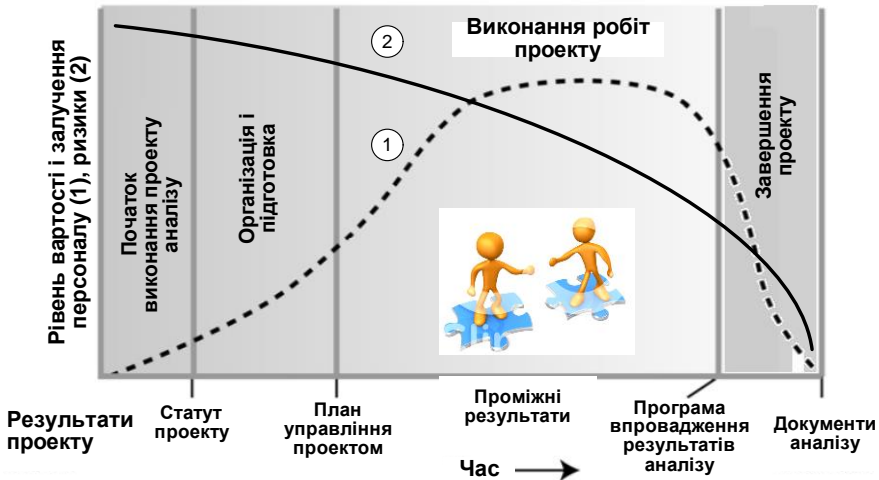 Рівень вартості і залучення
персоналу (1), ризики (2)
Початок
виконання проекту
аналізу
Організація і
підготовка
2
1
Виконання робіт
проекту
Завершення
проекту
Результати
проекту
Статут
проекту
План
управління
проектом
Проміжні
результати
Програма
впровадження
результатів
аналізу
Документи
аналізу
Час